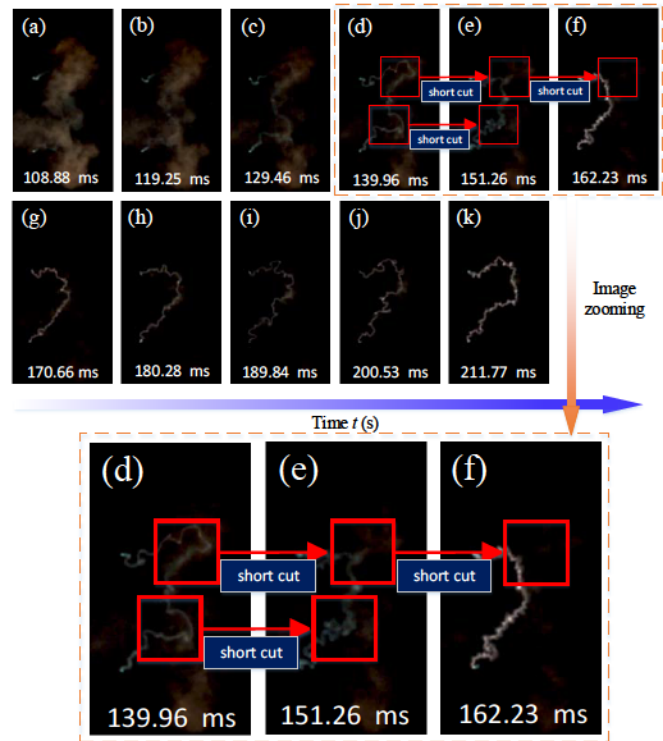 (a) (b) (c) (d) (e) (f)
short cut short cut
short cut
108.88 ms 119.25 ms 129.46 ms 139.96 ms 151.26 ms 162.23 ms
(g) (h) (i) (j) (k)
Image
zooming
170.66 ms 180.28 ms 189.84 ms 200.53 ms 211.77 ms
Time t (s)
(d) (e) (f)
short cut short cut
short cut
139.96 ms 151.26 ms 162.23 ms